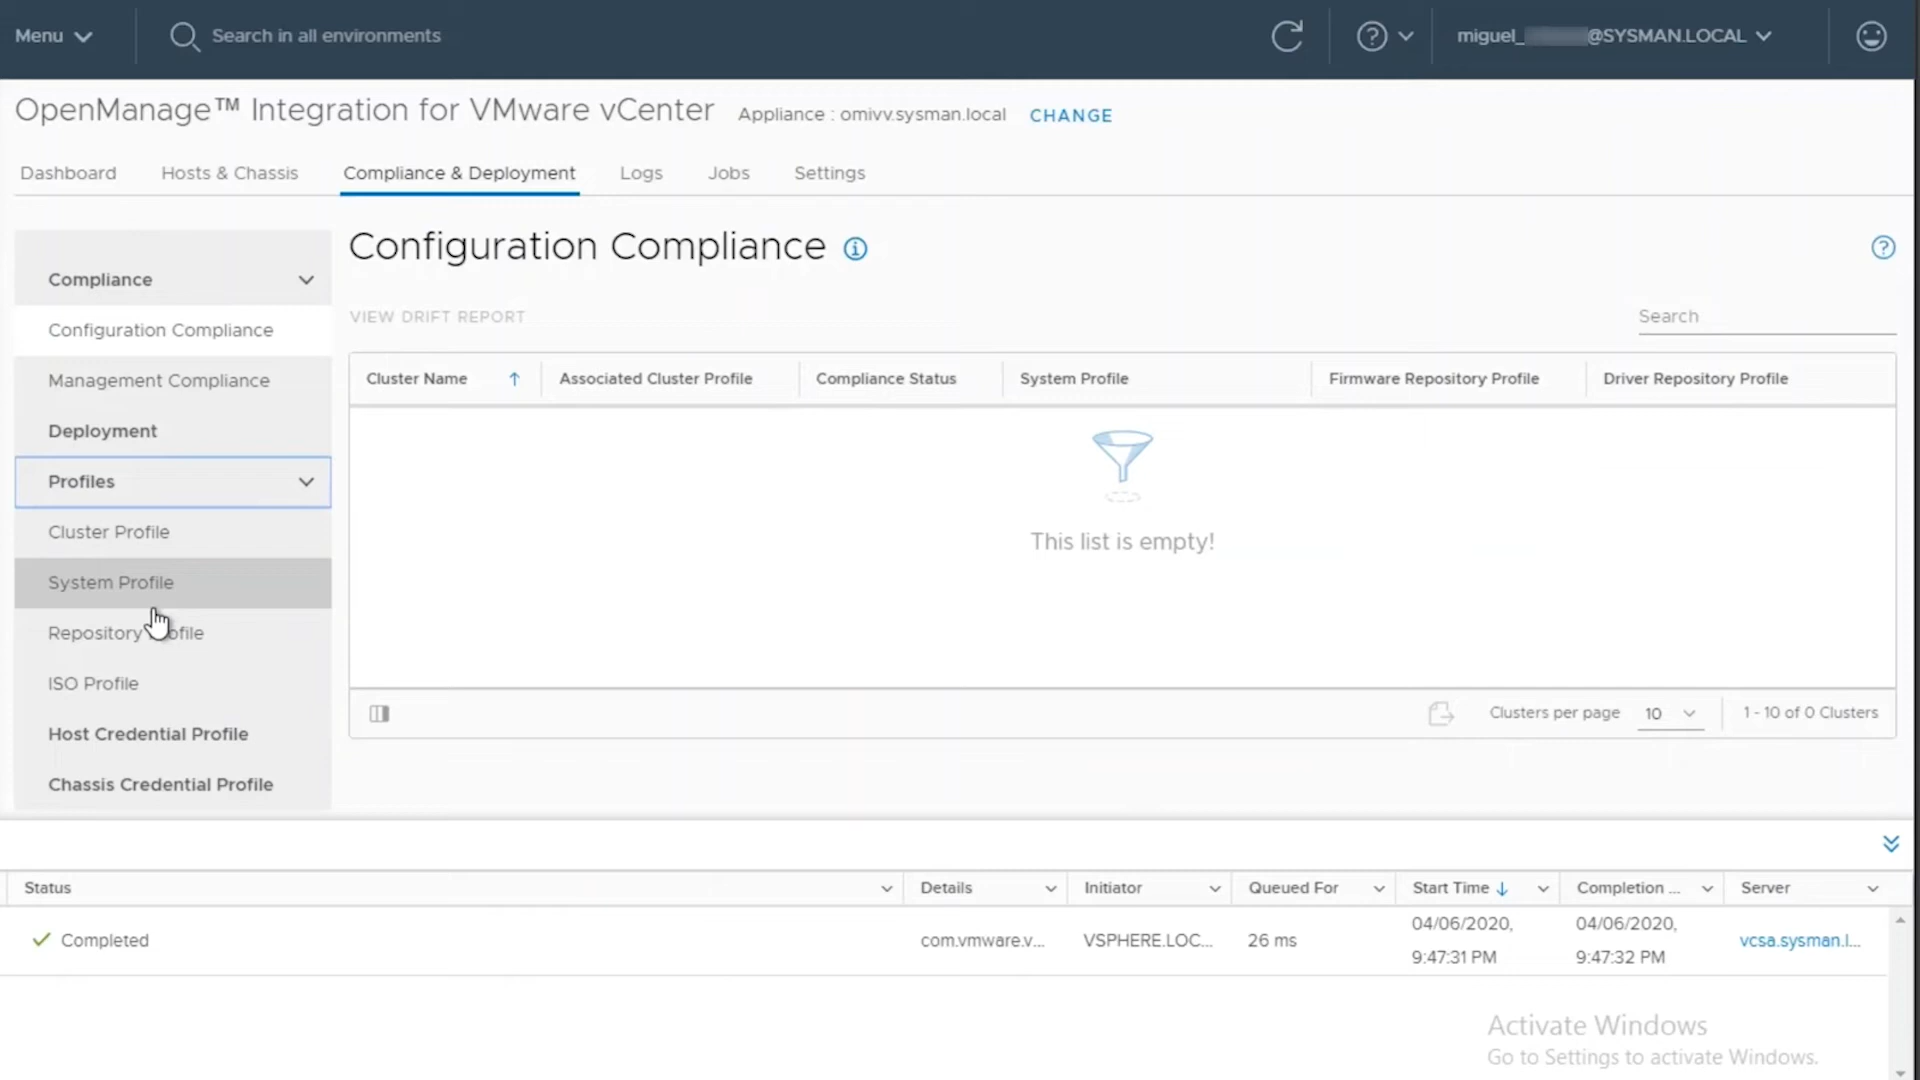 Menu
Search in all environments
miguel_ @SYSMAN.LOCAL
OpenManage™ Integration for VMware vCenter
Appliance : omivv.sysman.local
CHANGE
Dashboard
Hosts & Chassis
Compliance & Deployment
Logs
Jobs
Settings
Compliance
Configuration Compliance
Management Compliance
Deployment
Profiles
Cluster Profile
System Profile
Repository ofile
ISO Profile
Host Credential Profile
Chassis Credential Profile
Configuration Compliance
VIEW DRIFT REPORT
Search
Cluster Name
Associated Cluster Profile
Compliance Status
System Profile
Firmware Repository Profile
Driver Repository Profile
This list is empty!
Clusters per page
10
1 - 10 of 0 Clusters
Status
Details
Initiator
Queued For
Start Time
Completion ...
Server
Completed
com.vmware.v...
VSPHERE.LOC...
26 ms
04/06/2020,
9:47:31 PM
04/06/2020,
9:47:32 PM
vcsa.sysman.l...
Activate Windows
Go to Settings to activate Windows.